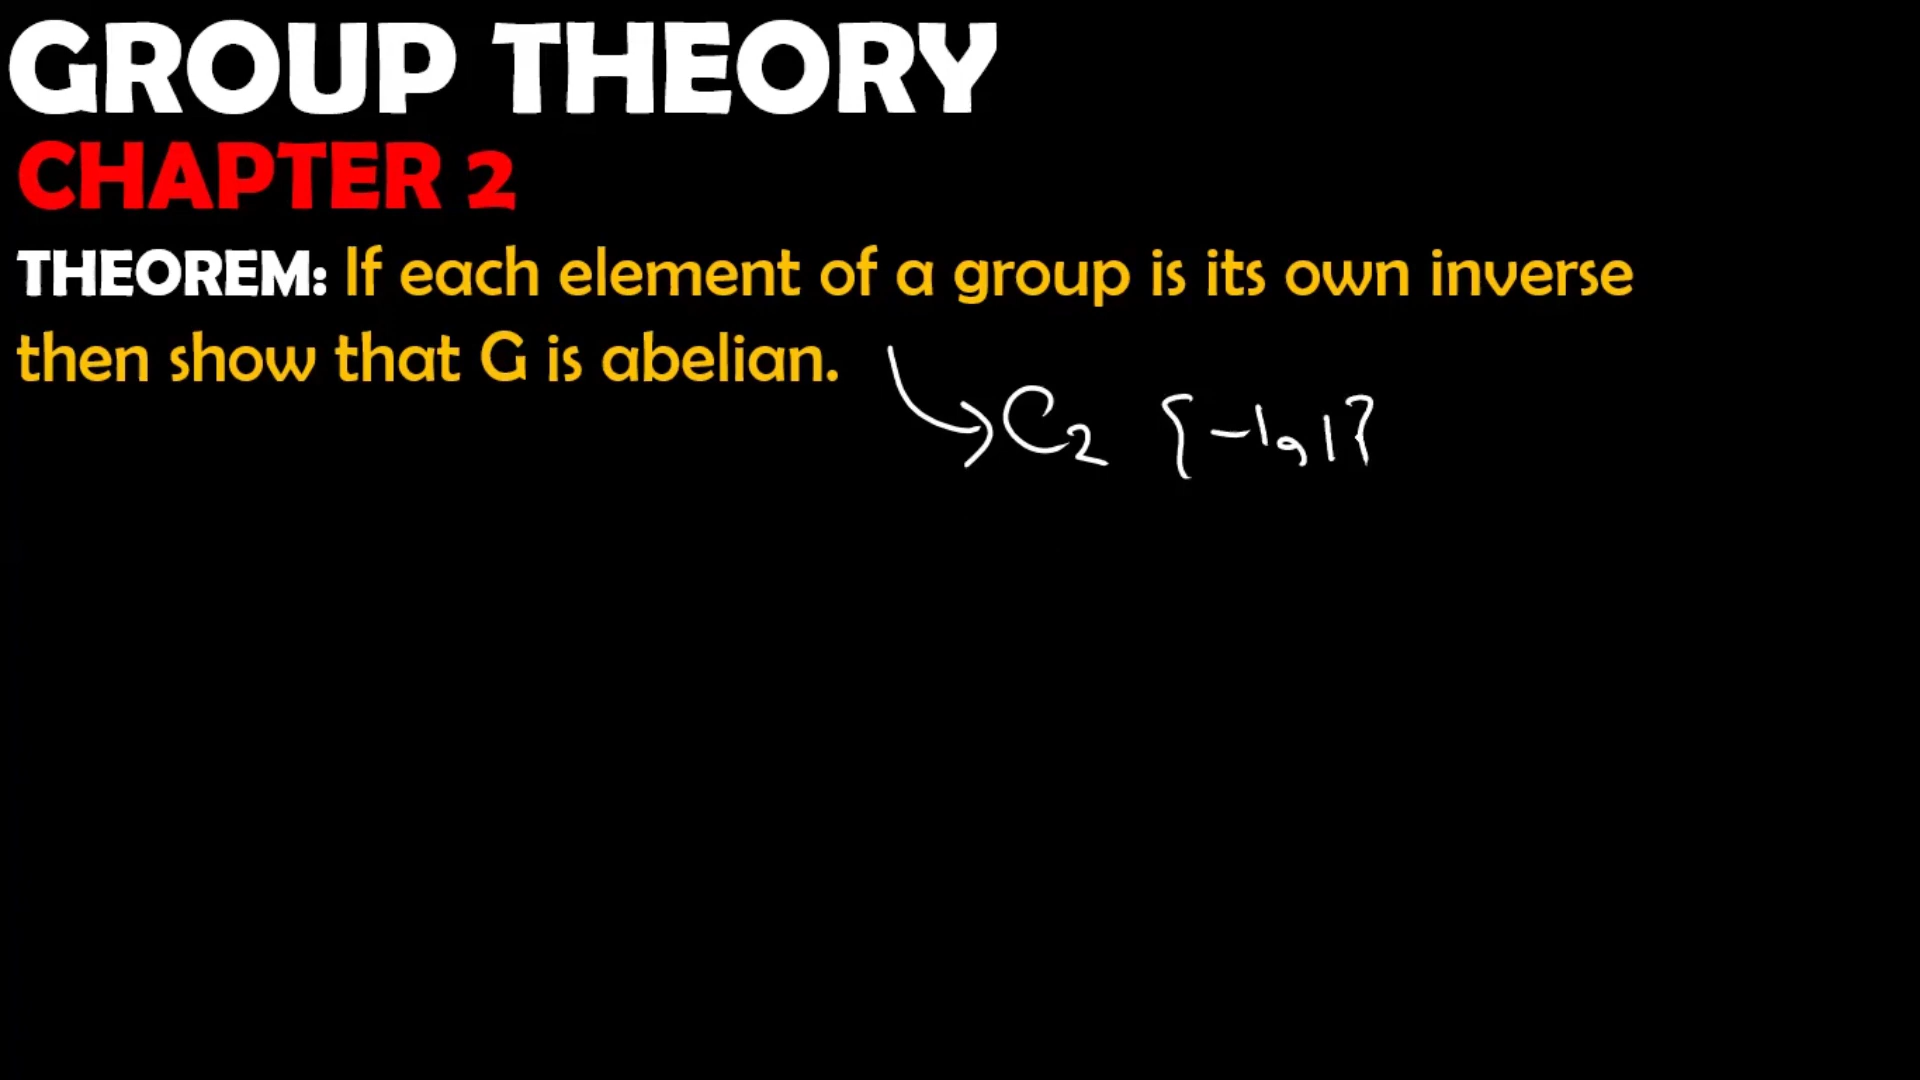 GROUP THEORY
CHAPTER 2
THEOREM: If each element of a group is its own inverse
then show that G is abelian.
C₂ {-1, 1}